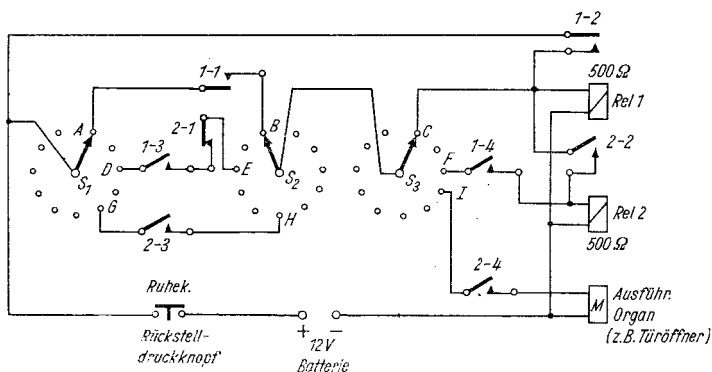 1-2
1-1
500 Ω
Rel 1
A
2-1
B
C
1-3
1-4
2-2
D
E
F
S1
S2
S3
I
G
H
Rel 2
2-3
500 Ω
2-4
Ruhek.
M
Ausführ.
Organ
(z.B. Türöffner)
+
−
Rückstell-
druckknopf
12V
Batterie